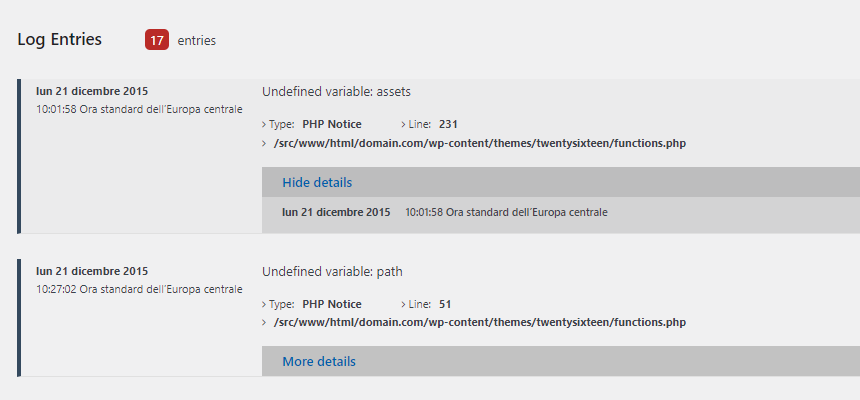 Log Entries 17 entries
lun 21 dicembre 2015
10:01:58 Ora standard dell'Europa centrale
Undefined variable: assets
Type: PHP Notice Line: 231
/src/www/html/domain.com/wp-content/themes/twentysixteen/functions.php
Hide details
lun 21 dicembre 2015 10:01:58 Ora standard dell'Europa centrale
lun 21 dicembre 2015
10:27:02 Ora standard dell'Europa centrale
Undefined variable: path
Type: PHP Notice Line: 51
/src/www/html/domain.com/wp-content/themes/twentysixteen/functions.php
More details